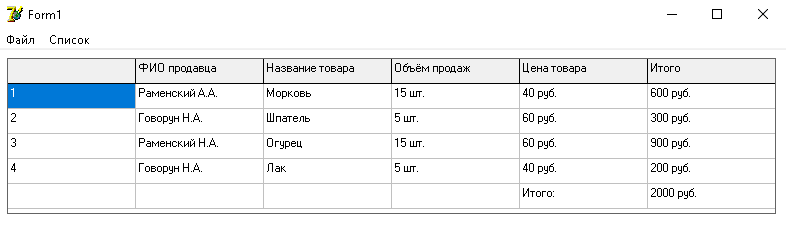 Form1
Файл Список
ФИО продавца Название товара Объём продаж Цена товара Итого
1 Раменский А.А. Морковь 15 шт. 40 руб. 600 руб.
2 Говорун Н.А. Шпатель 5 шт. 60 руб. 300 руб.
3 Раменский Н.А. Огурец 15 шт. 60 руб. 900 руб.
4 Говорун Н.А. Лак 5 шт. 40 руб. 200 руб.
Итого: 2000 руб.